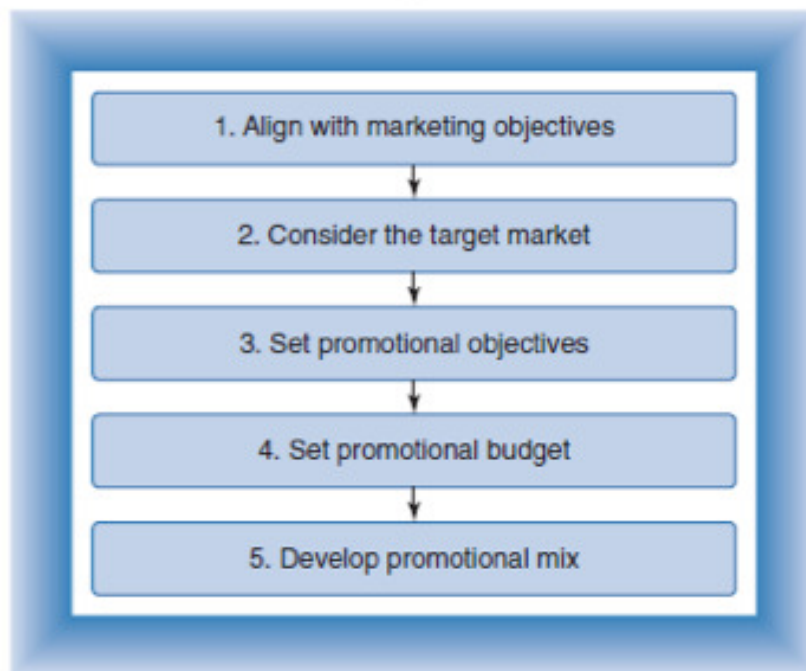 1. Align with marketing objectives
2. Consider the target market
3. Set promotional objectives
4. Set promotional budget
5. Develop promotional mix